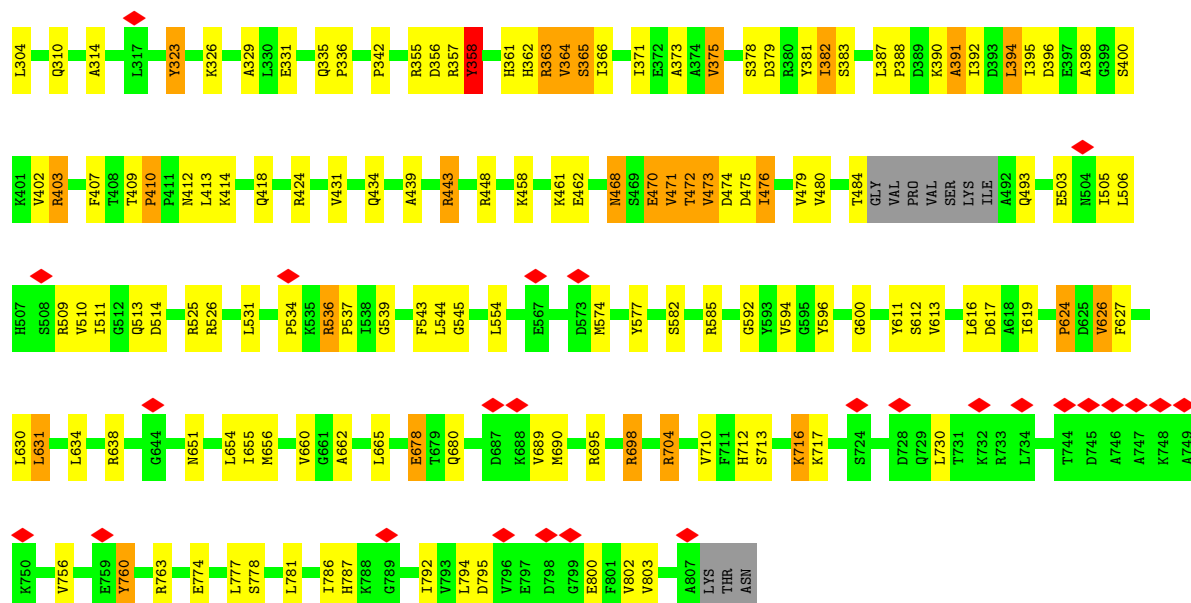 L304 Q310 A314 L317 Y323 K326 A329 L330 E331 Q335 P336 P342 R355 D356 R357 Y358 H361 H362 R363 V364 S365 I366 I371 E372 A373 A374 V375 S378 D379 R380 Y381 I382 S383 L387 P388 D389 K390 A391 I392 D393 L394 I395 D396 E397 A398 G399 S400
K401 V402 R403 F407 T408 T409 P410 P411 N412 L413 K414 Q418 R424 V431 Q434 A439 R443 R448 K458 K461 E462 N468 S469 E470 V471 T472 V473 D474 D475 I476 V479 V480 T484 GLY VAL PRO VAL SER LYS ILE A492 Q493 E503 N504 I505 L506
H507 S508 R509 V510 I511 G512 Q513 D514 R525 R526 L531 P534 K535 R536 P537 I538 G539 F543 L544 G545 L554 E567 D573 M574 Y577 S582 R585 G592 Y593 V594 G595 Y596 G600 Y611 S612 V613 L616 D617 A618 I619 P624 D625 V626 F627
L630 L631 L634 R638 G644 N651 L654 I655 M656 V660 G661 A662 L665 E678 T679 Q680 D687 K688 V689 M690 R695 R698 R704 V710 F711 H712 S713 K716 K717 S724 D728 Q729 L730 T731 K732 R733 L734 T744 D745 A746 A747 K748 A749
K750 V756 E759 Y760 R763 E774 L777 S778 L781 I786 H787 K788 G789 I792 V793 L794 D795 V796 E797 D798 G799 E800 F801 V802 V803 A807 LYS THR ASN